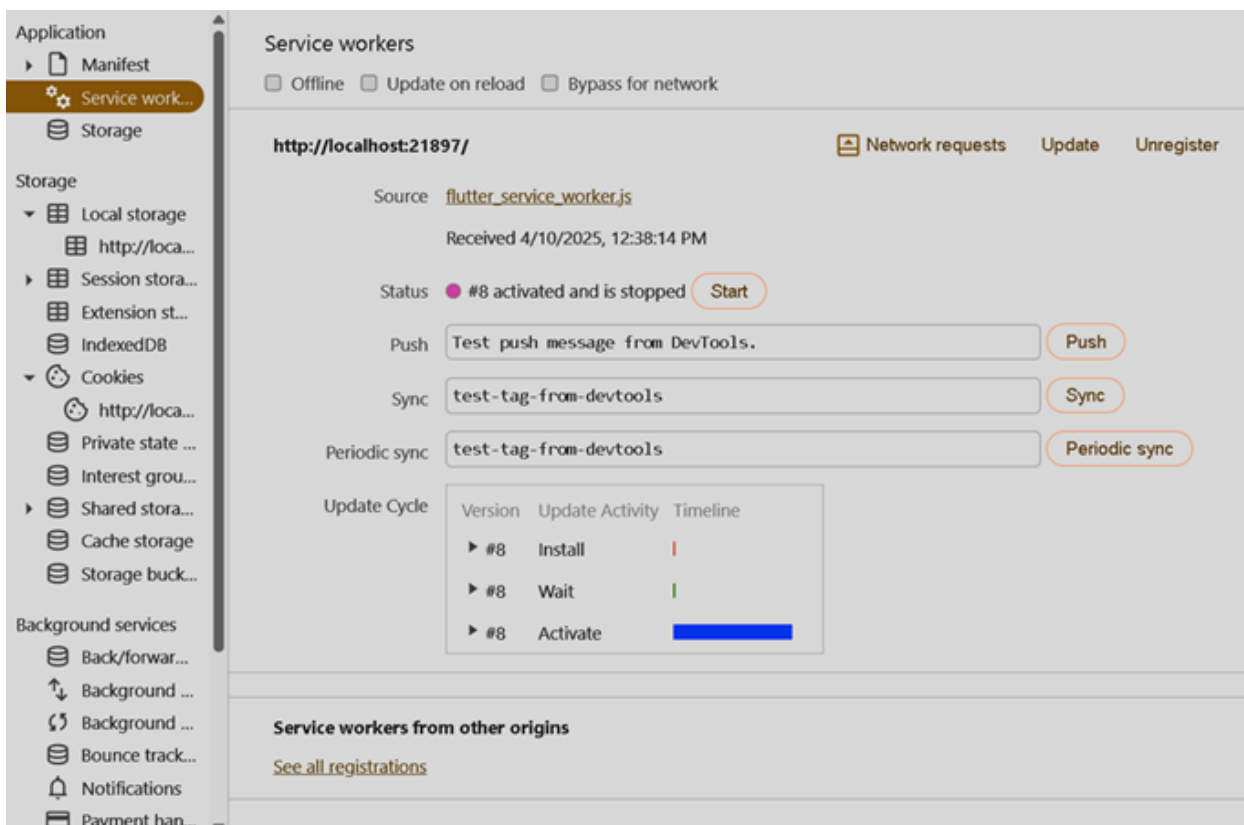 Application
Manifest
Service work...
Storage
Storage
Local storage
http://loca...
Session stora...
Extension st...
IndexedDB
Cookies
http://loca...
Private state ...
Interest grou...
Shared stora...
Cache storage
Storage buck...
Background services
Back/forwar...
Background ...
Background ...
Bounce track...
Notifications
Payment han...
Service workers
Offline Update on reload Bypass for network
http://localhost:21897/ Network requests Update Unregister
Source flutter_service_worker.js
Received 4/10/2025, 12:38:14 PM
Status #8 activated and is stopped Start
Push Test push message from DevTools. Push
Sync test-tag-from-devtools Sync
Periodic sync test-tag-from-devtools Periodic sync
Update Cycle Version Update Activity Timeline
#8 Install
#8 Wait
#8 Activate
Service workers from other origins
See all registrations